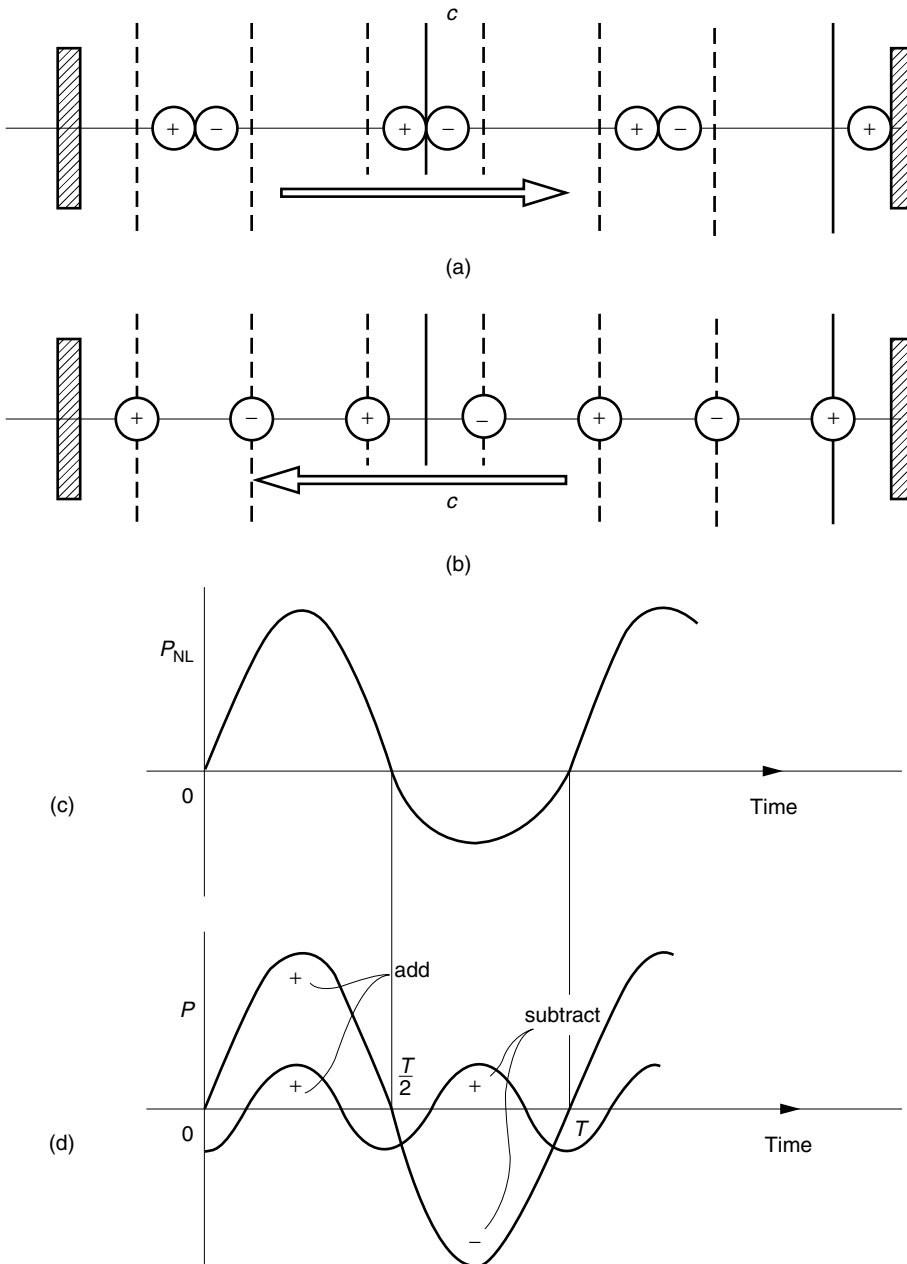 c
+ − + − + − +
(a)
+ − + − + − +
c
(b)
P_NL
0
Time
(c)
add
+
subtract
P
T/2
+ +
0
T
Time
(d)
−